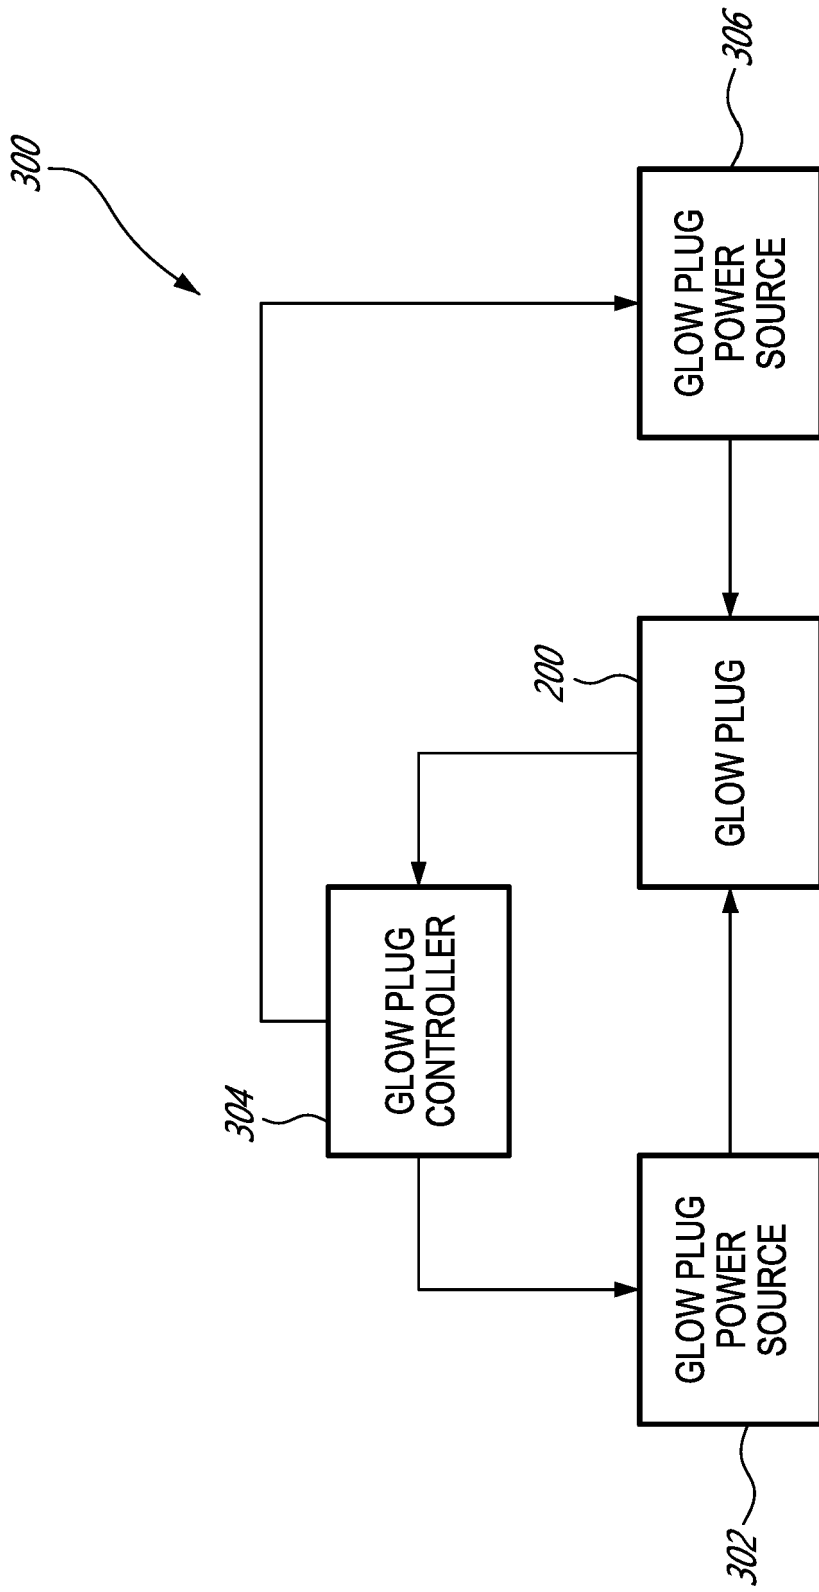 300
304
GLOW PLUG
CONTROLLER
200
302
GLOW PLUG
POWER
SOURCE
GLOW PLUG
GLOW PLUG
POWER
SOURCE
306